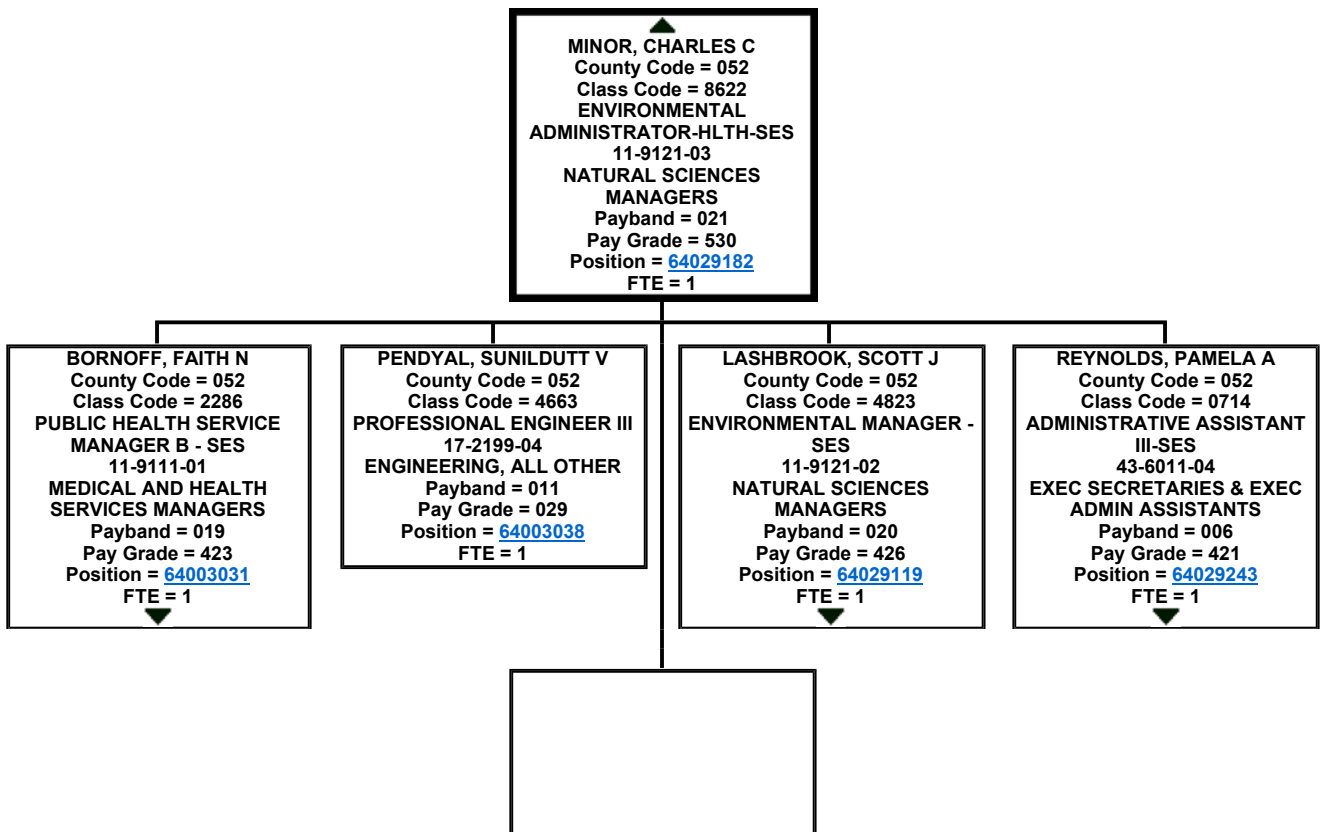 MINOR, CHARLES C
County Code = 052
Class Code = 8622
ENVIRONMENTAL
ADMINISTRATOR-HLTH-SES
11-9121-03
NATURAL SCIENCES
MANAGERS
Payband = 021
Pay Grade = 530
Position = 64029182
FTE = 1
BORNOFF, FAITH N
County Code = 052
Class Code = 2286
PUBLIC HEALTH SERVICE
MANAGER B - SES
11-9111-01
MEDICAL AND HEALTH
SERVICES MANAGERS
Payband = 019
Pay Grade = 423
Position = 64003031
FTE = 1
PENDYAL, SUNILDUTT V
County Code = 052
Class Code = 4663
PROFESSIONAL ENGINEER III
17-2199-04
ENGINEERING, ALL OTHER
Payband = 011
Pay Grade = 029
Position = 64003038
FTE = 1
LASHBROOK, SCOTT J
County Code = 052
Class Code = 4823
ENVIRONMENTAL MANAGER -
SES
11-9121-02
NATURAL SCIENCES
MANAGERS
Payband = 020
Pay Grade = 426
Position = 64029119
FTE = 1
REYNOLDS, PAMELA A
County Code = 052
Class Code = 0714
ADMINISTRATIVE ASSISTANT
III-SES
43-6011-04
EXEC SECRETARIES & EXEC
ADMIN ASSISTANTS
Payband = 006
Pay Grade = 421
Position = 64029243
FTE = 1